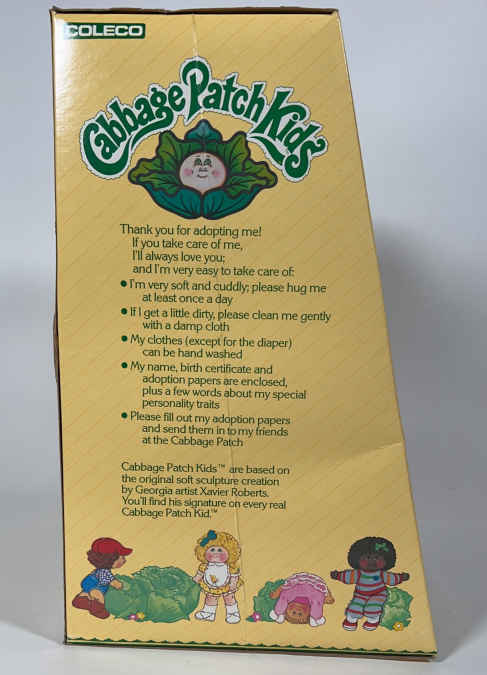 COLECO
Cabbage Patch Kids
Thank you for adopting me!
If you take care of me,
I'll always love you;
and I'm very easy to take care of:
• I'm very soft and cuddly; please hug me
at least once a day
• If I get a little dirty, please clean me gently
with a damp cloth
• My clothes (except for the diaper)
can be hand washed
• My name, birth certificate and
adoption papers are enclosed,
plus a few words about my special
personality traits
• Please fill out my adoption papers
and send them in to my friends
at the Cabbage Patch
Cabbage Patch Kids™ are based on
the original soft sculpture creation
by Georgia artist Xavier Roberts.
You'll find his signature on every real
Cabbage Patch Kid.™